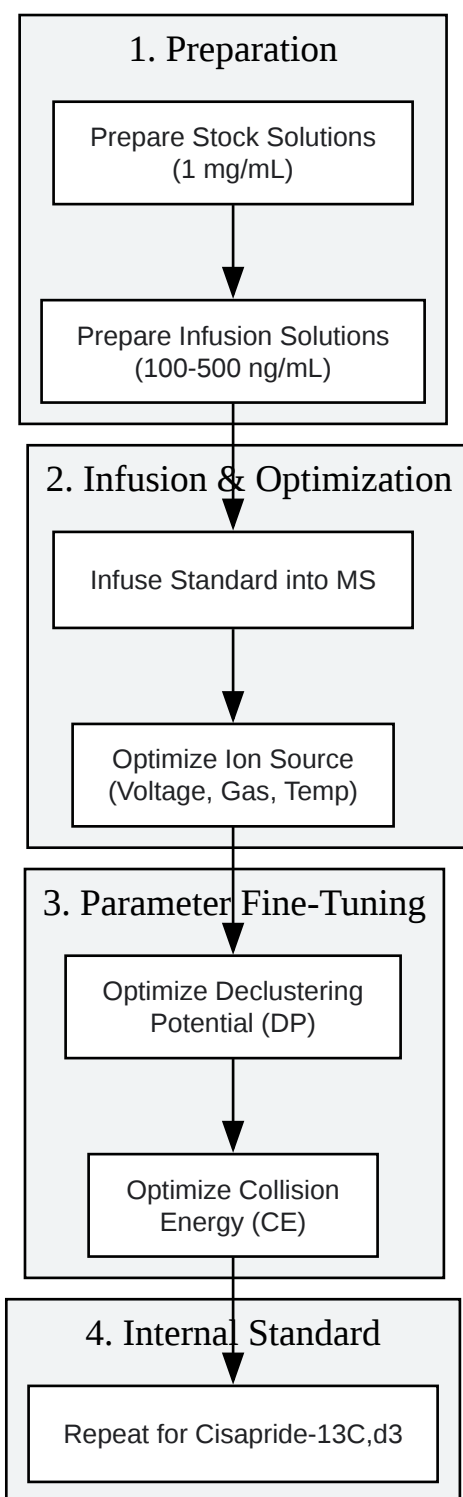 1. Preparation
Prepare Stock Solutions
(1 mg/mL)
Prepare Infusion Solutions
(100-500 ng/mL)
2. Infusion & Optimization
Infuse Standard into MS
Optimize Ion Source
(Voltage, Gas, Temp)
3. Parameter Fine-Tuning
Optimize Declustering
Potential (DP)
Optimize Collision
Energy (CE)
4. Internal Standard
Repeat for Cisapride-13C,d3